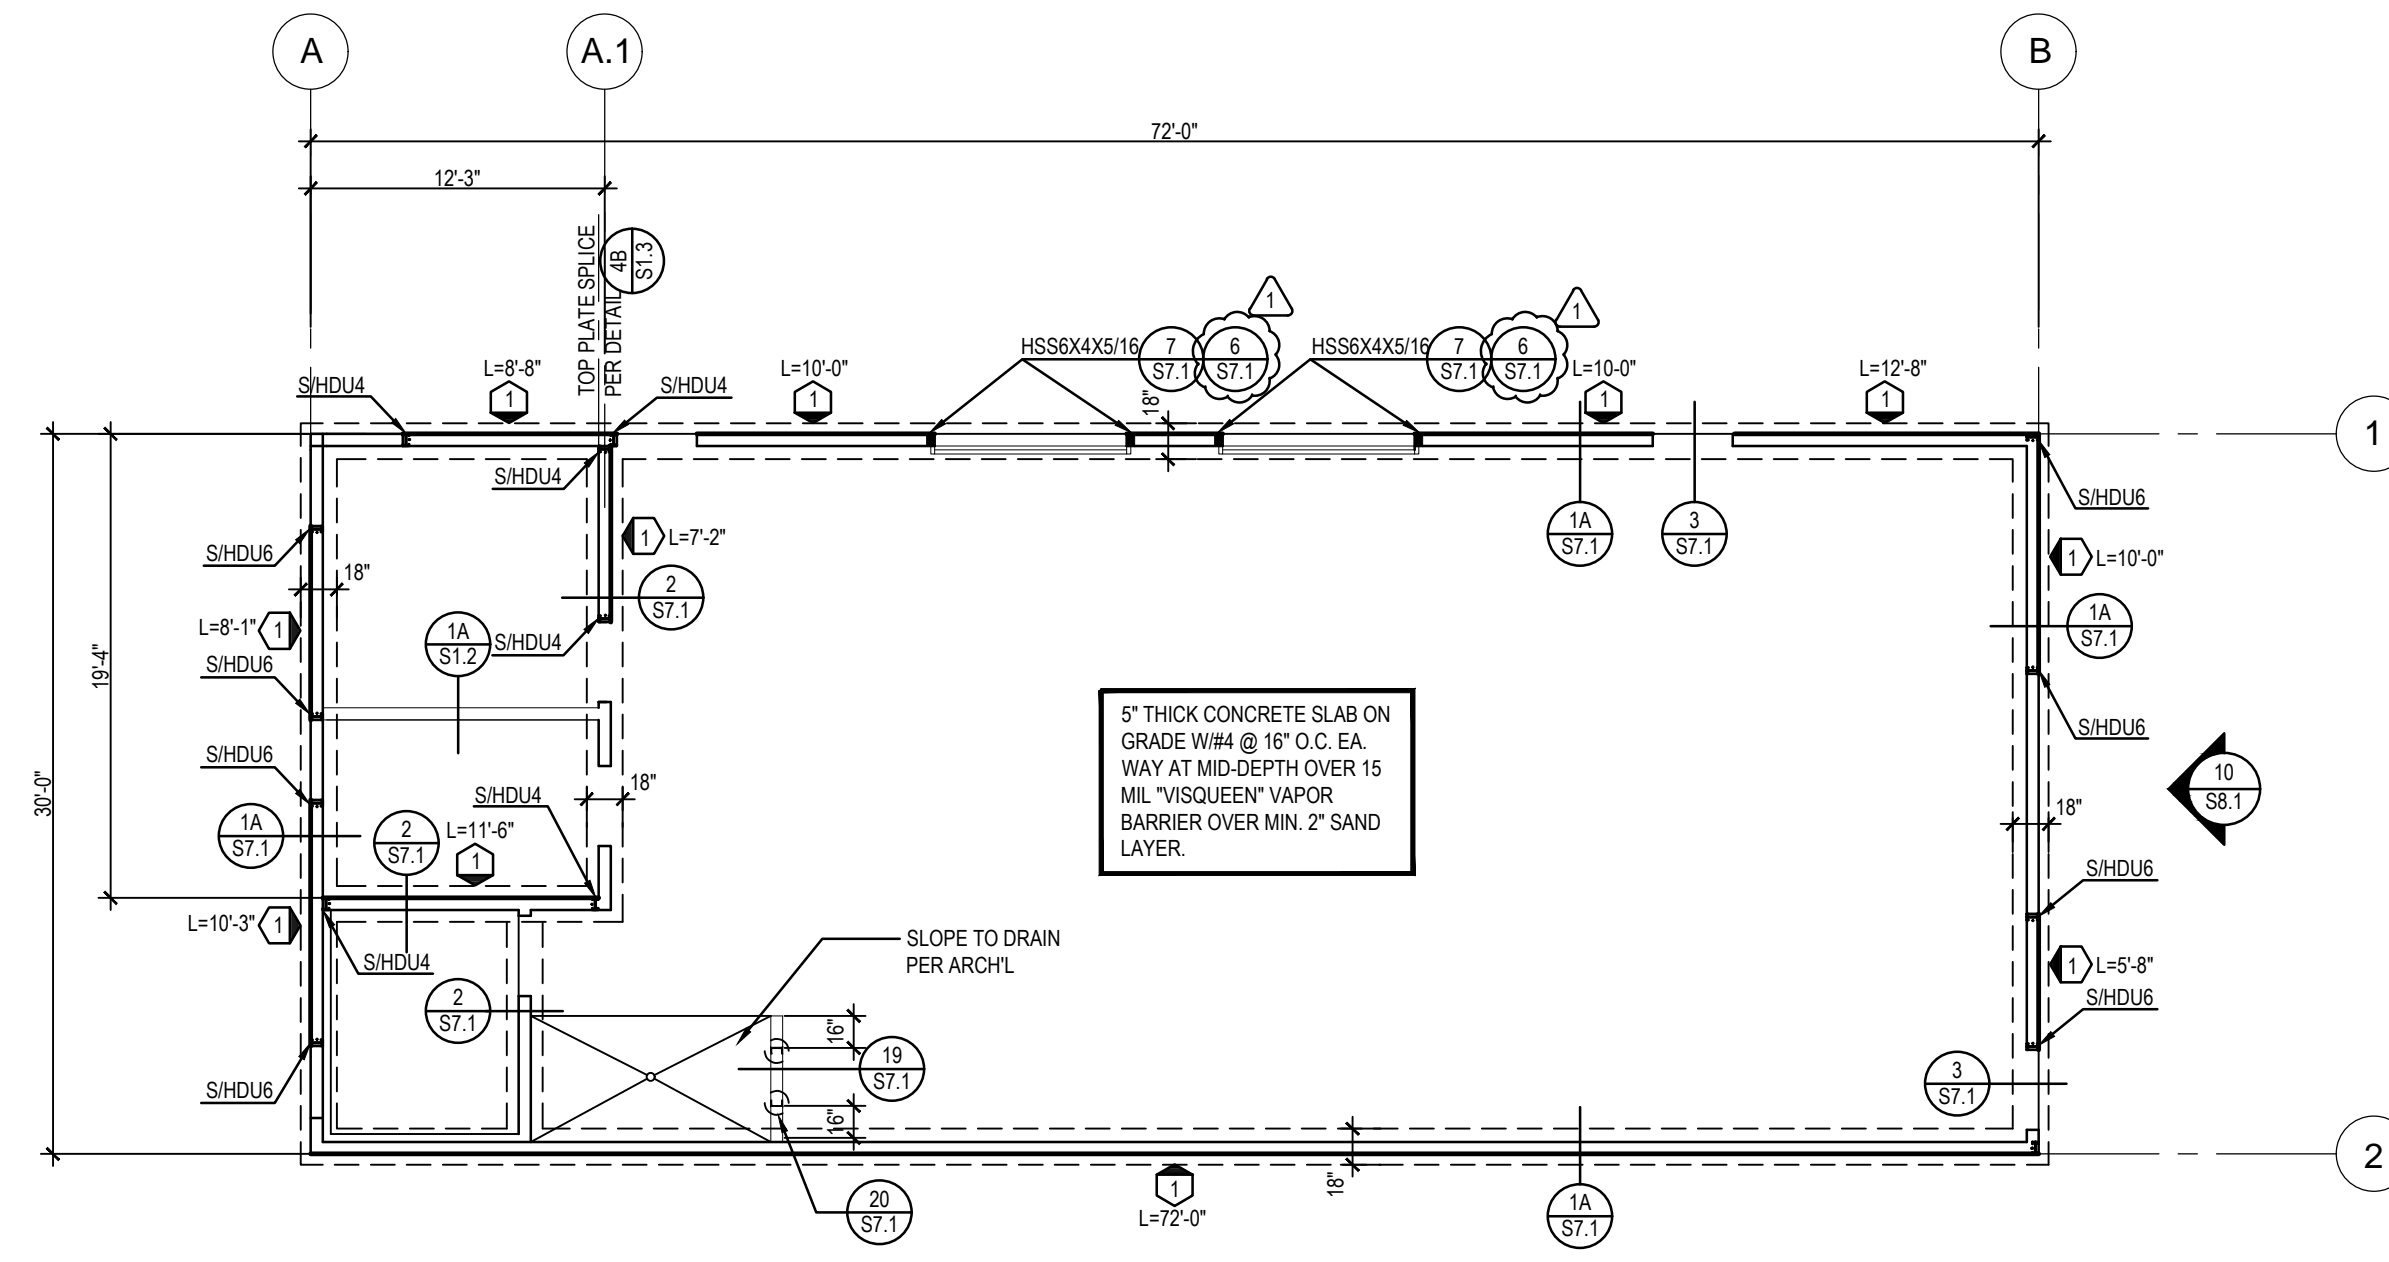 A
A.1
B
72'-0"
12'-3"
TOP PLATE SPLICE
PER DETAIL
4B
S1.3
1
1
HSS6X4X5/16
7
S7.1
6
S7.1
HSS6X4X5/16
7
S7.1
6
S7.1
L=8'-8"
1
L=10'-0"
1
L=10-0"
1
L=12'-8"
1
S/HDU4
S/HDU4
18"
1
S/HDU4
S/HDU6
1A
S7.1
3
S7.1
S/HDU6
18"
1
L=7'-2"
1
L=10'-0"
2
S7.1
L=8'-1"
1
1A
S1.2
S/HDU4
1A
S7.1
S/HDU6
19'-4"
S/HDU6
5" THICK CONCRETE SLAB ON
GRADE W/#4 @ 16" O.C. EA.
WAY AT MID-DEPTH OVER 15
MIL "VISQUEEN" VAPOR
BARRIER OVER MIN. 2" SAND
LAYER.
S/HDU6
30'-0"
S/HDU4
18"
10
S8.1
18"
1A
S7.1
2
S7.1
L=11'-6"
1
S/HDU6
L=10'-3"
1
SLOPE TO DRAIN
PER ARCH'L
1
L=5'-8"
S/HDU4
S/HDU6
2
S7.1
16"
19
S7.1
16"
3
S7.1
S/HDU6
2
18"
1
L=72'-0"
20
S7.1
1A
S7.1